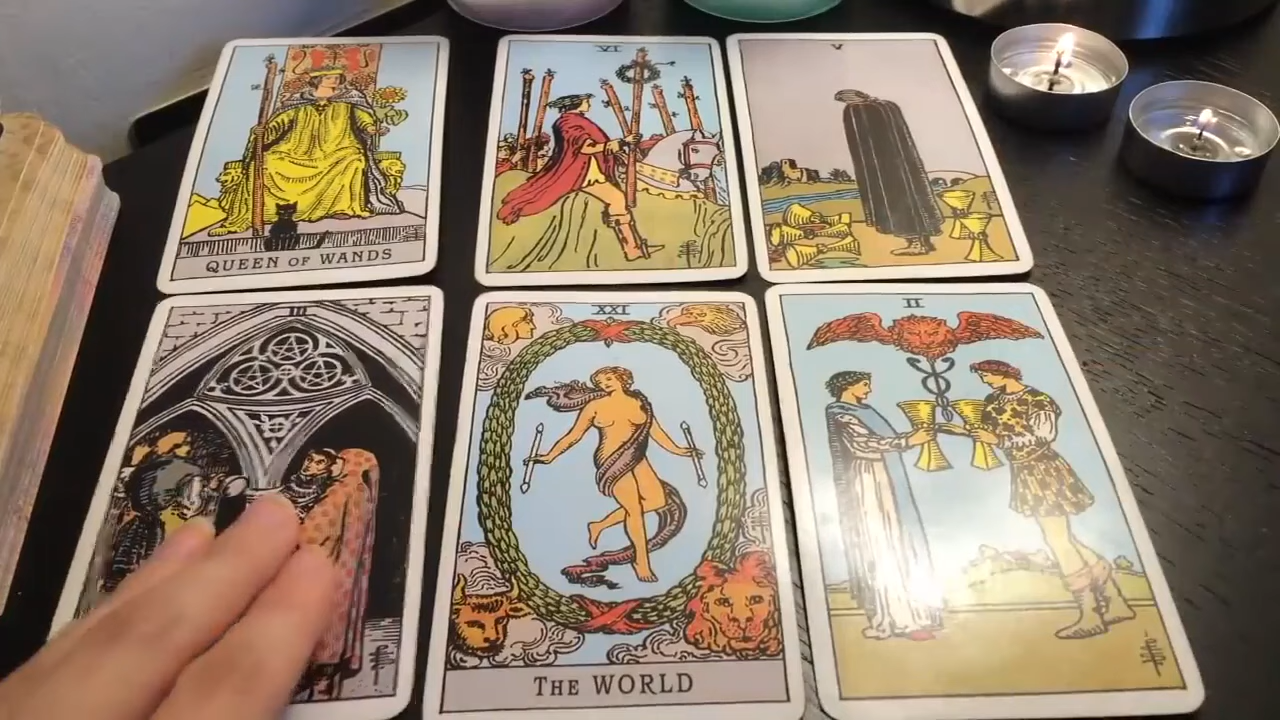 VI
V
QUEEN OF WANDS
III
XXI
II
THE WORLD